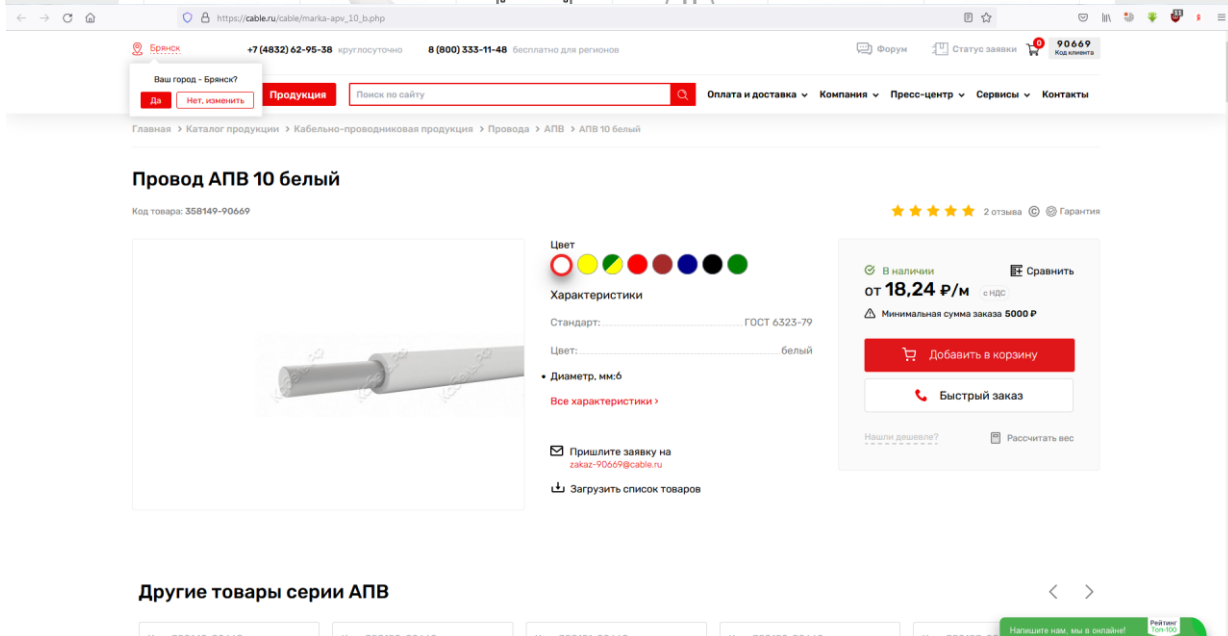 https://cable.ru/cable/marka-apv_10_b.php
Брянск
+7 (4832) 62-95-38 круглосуточно 8 (800) 333-11-48 бесплатно для регионов
Форум
Статус заявки
0
90669
Код клиента
Ваш город - Брянск?
Да
Нет, изменить
Продукция
Поиск по сайту
Оплата и доставка Компания Пресс-центр Сервисы Контакты
Главная > Каталог продукции > Кабельно-проводниковая продукция > Провода > АПВ > АПВ 10 белый
Провод АПВ 10 белый
Код товара: 358149-90669
2 отзыва © Гарантия
Цвет
Характеристики
Стандарт: ГОСТ 6323-79
Цвет: белый
• Диаметр, мм:6
Все характеристики ›
Пришлите заявку на
zakaz-90669@cable.ru
Загрузить список товаров
В наличии
Сравнить
от 18,24 ₽/м с НДС
Минимальная сумма заказа 5000 ₽
Добавить в корзину
Быстрый заказ
Нашли дешевле?
Рассчитать вес
Другие товары серии АПВ
Напишите нам, мы в онлайне!
Рейтинг
Топ-100